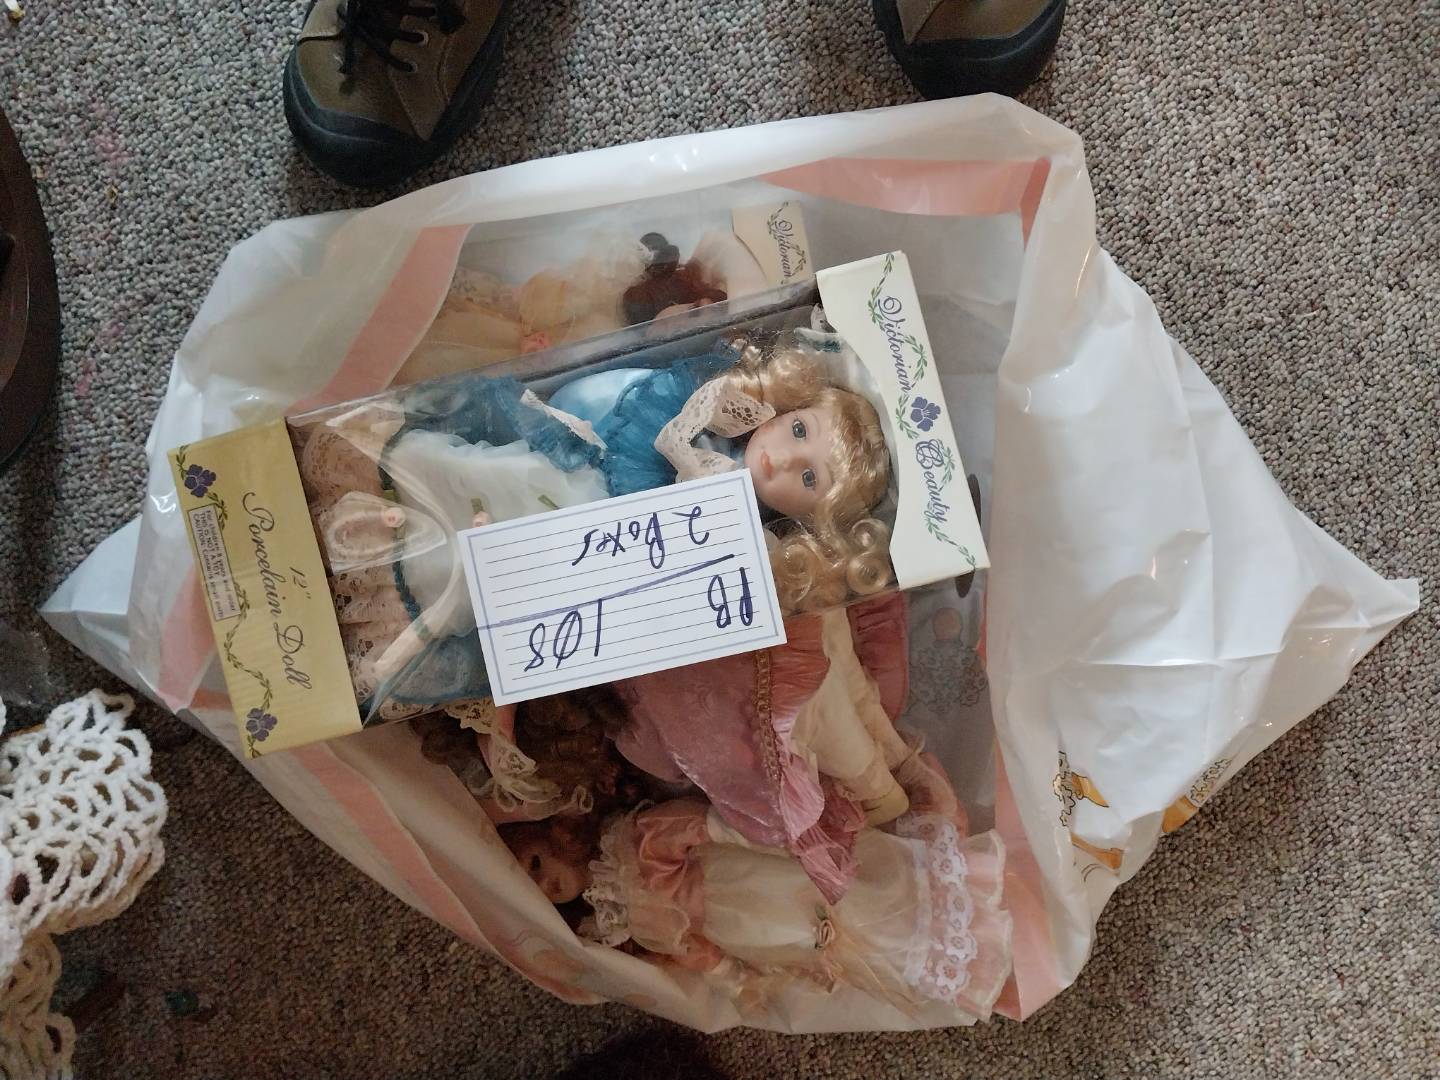 Victorian
Victorian Beauty
12"
Porcelain Doll
PB 108
2 Boxes